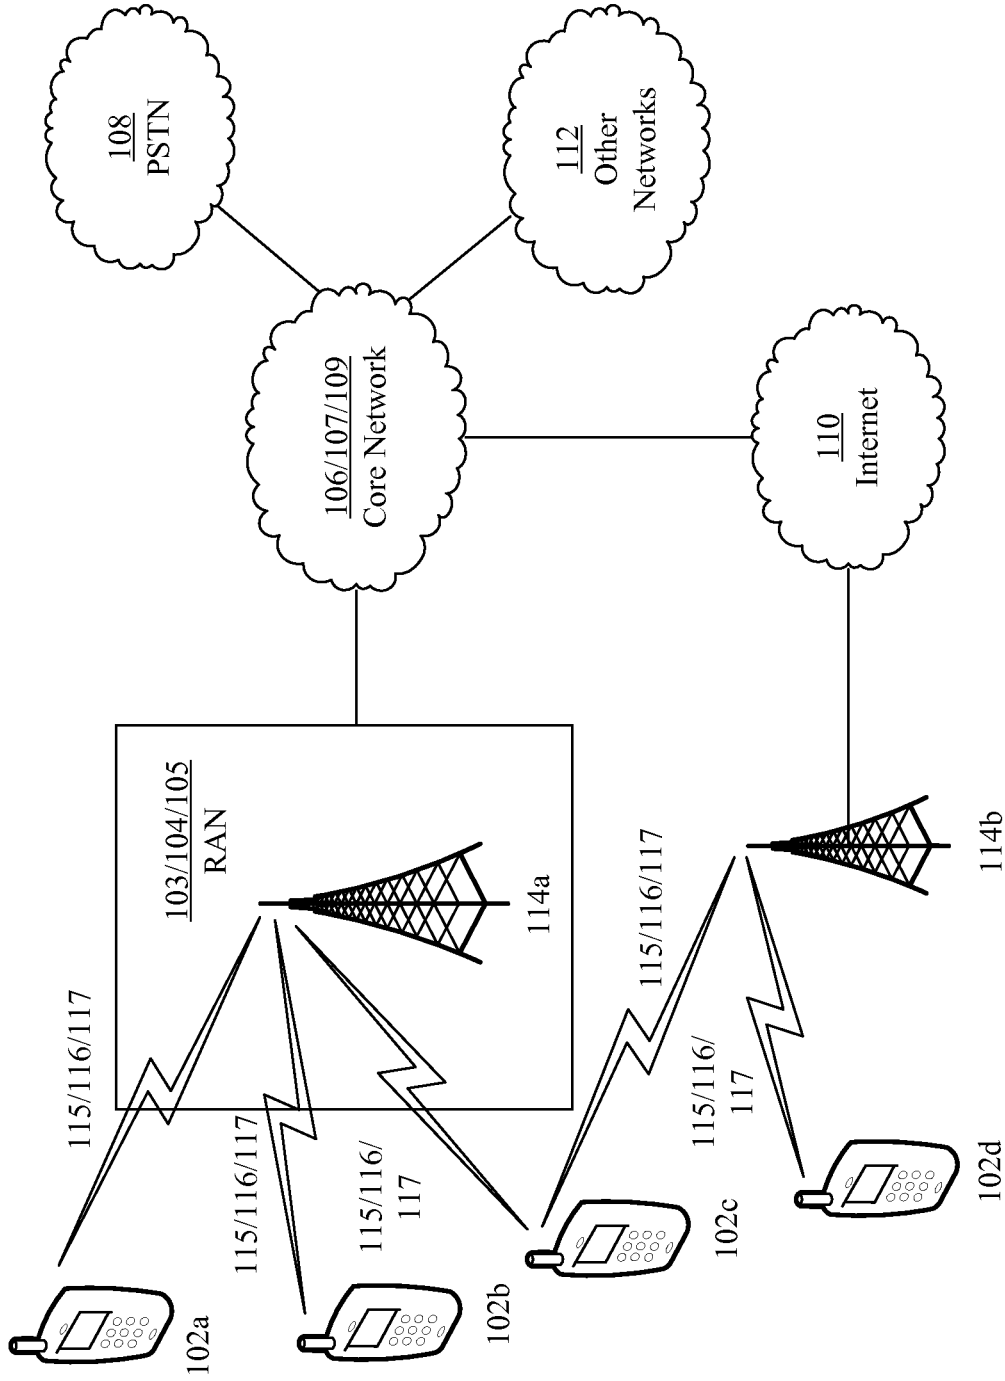 108
PSTN
112
Other
Networks
106/107/109
Core Network
110
Internet
103/104/105
RAN
114a
114b
115/116/117
115/116/117
115/116/
117
115/116/117
115/116/
117
102a
102b
102c
102d